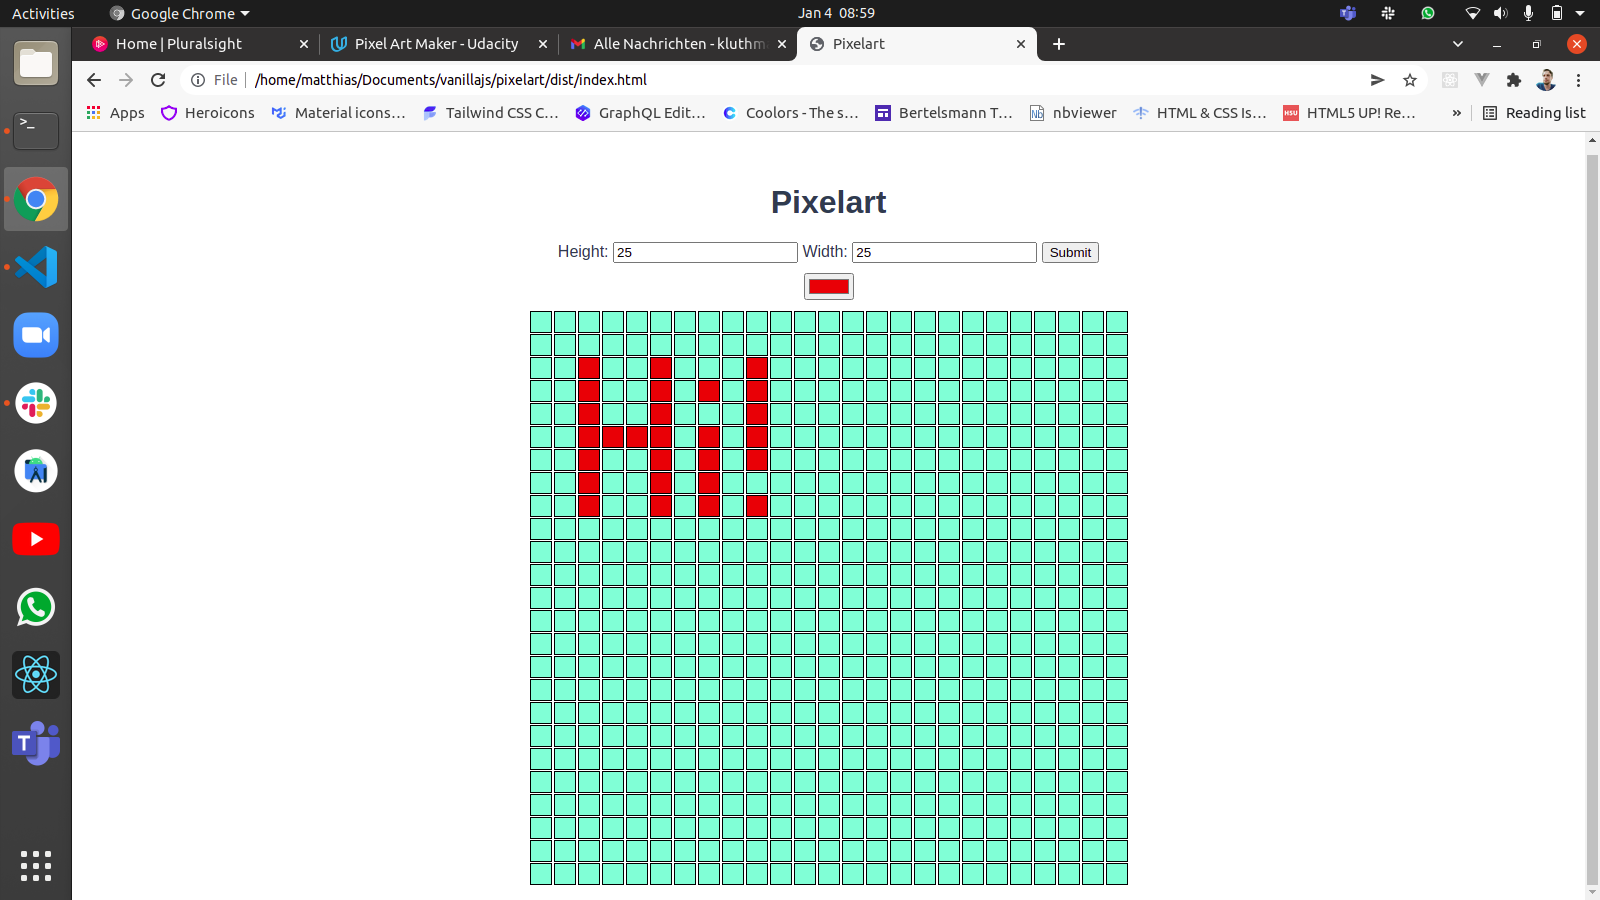 Activities Google Chrome Jan 4 08:59
Home | Pluralsight Pixel Art Maker - Udacity Alle Nachrichten - kluthm Pixelart
File /home/matthias/Documents/vanillajs/pixelart/dist/index.html
Apps Heroicons Material icons… Tailwind CSS C… GraphQL Edit… Coolors - The s… Bertelsmann T… nbviewer HTML & CSS Is… HSU HTML5 UP! Re… » Reading list
Pixelart
Height: 25 Width: 25 Submit
Hi!